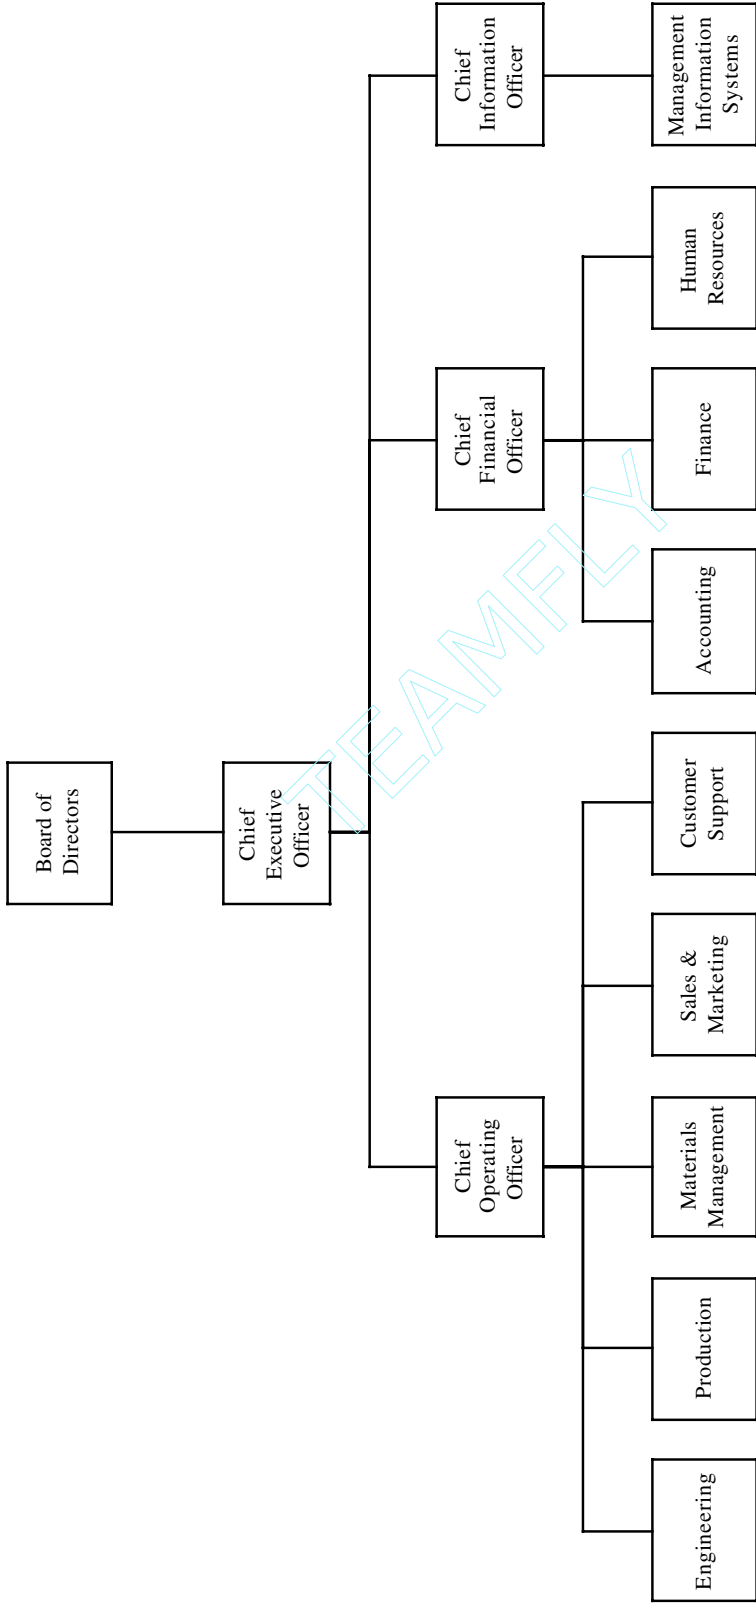 Board of
Directors
Chief
Executive
Officer
Chief
Operating
Officer
Chief
Financial
Officer
Chief
Information
Officer
Engineering
Production
Materials
Management
Sales &
Marketing
Customer
Support
Accounting
Finance
Human
Resources
Management
Information
Systems
TEAMFLY